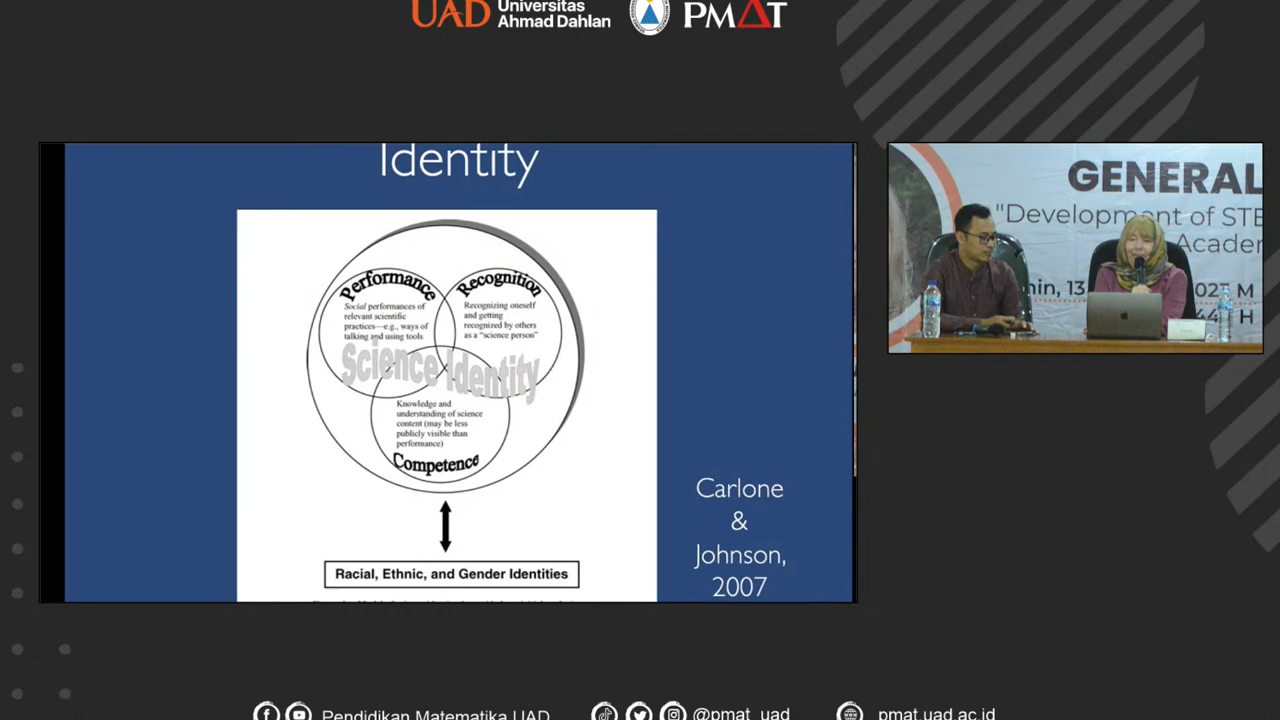 UAD Universitas
Ahmad Dahlan
PMAT
Identity
Performance
Social performances of
relevant scientific
practices—e.g., ways of
talking and using tools
Recognition
Recognizing oneself
and getting
recognized by others
as a "science person"
Science Identity
Knowledge and
understanding of science
content (may be less
publicly visible than
performance)
Competence
Racial, Ethnic, and Gender Identities
Carlone
&
Johnson,
2007
GENERAL
"Development of STE
Acade
nin, 13
M
H
Pendidikan Matematika UAD
@pmat_uad
pmat.uad.ac.id